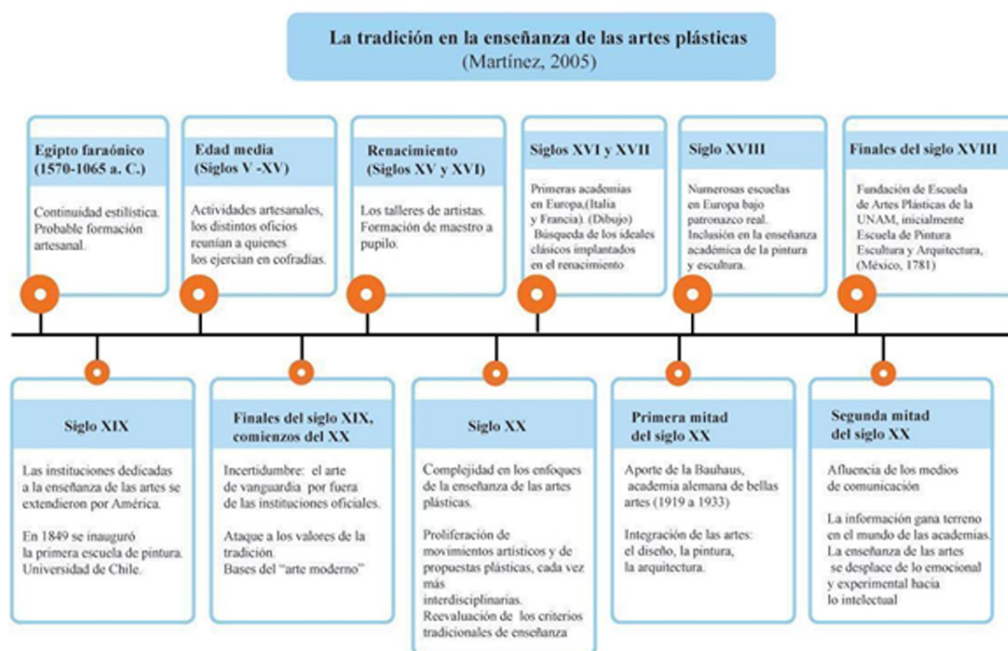 La tradición en la enseñanza de las artes plásticas
(Martínez, 2005)
Egipto faraónico
(1570-1065 a. C.)
Continuidad estilística.
Probable formación
artesanal.
Edad media
(Siglos V -XV)
Actividades artesanales,
los distintos oficios
reunían a quienes
los ejercían en cofradías.
Renacimiento
(Siglos XV y XVI)
Los talleres de artistas.
Formación de maestro a
pupilo.
Siglos XVI y XVII
Primeras academias
en Europa,(Italia
y Francia). (Dibujo)
Búsqueda de los ideales
clásicos implantados
en el renacimiento
Siglo XVIII
Numerosas escuelas
en Europa bajo
patronazco real.
Inclusión en la enseñanza
académica de la pintura
y escultura.
Finales del siglo XVIII
Fundación de Escuela
de Artes Plásticas de la
UNAM, inicialmente
Escuela de Pintura
Escultura y Arquitectura,
(México, 1781)
Siglo XIX
Las instituciones dedicadas
a la enseñanza de las artes se
extendieron por América.
En 1849 se inauguró
la primera escuela de pintura.
Universidad de Chile.
Finales del siglo XIX,
comienzos del XX
Incertidumbre: el arte
de vanguardia por fuera
de las instituciones oficiales.
Ataque a los valores de la
tradición.
Bases del “arte moderno”
Siglo XX
Complejidad en los enfoques
de la enseñanza de las artes
plásticas.
Proliferación de
movimientos artísticos y de
propuestas plásticas, cada vez
más
interdisciplinarias.
Reevaluación de los criterios
tradicionales de enseñanza
Primera mitad
del siglo XX
Aporte de la Bauhaus,
academia alemana de bellas
artes (1919 a 1933)
Integración de las artes:
el diseño, la pintura,
la arquitectura.
Segunda mitad
del siglo XX
Afluencia de los medios
de comunicación
La información gana terreno
en el mundo de las academias.
La enseñanza de las artes
se desplace de lo emocional
y experimental hacia
lo intelectual